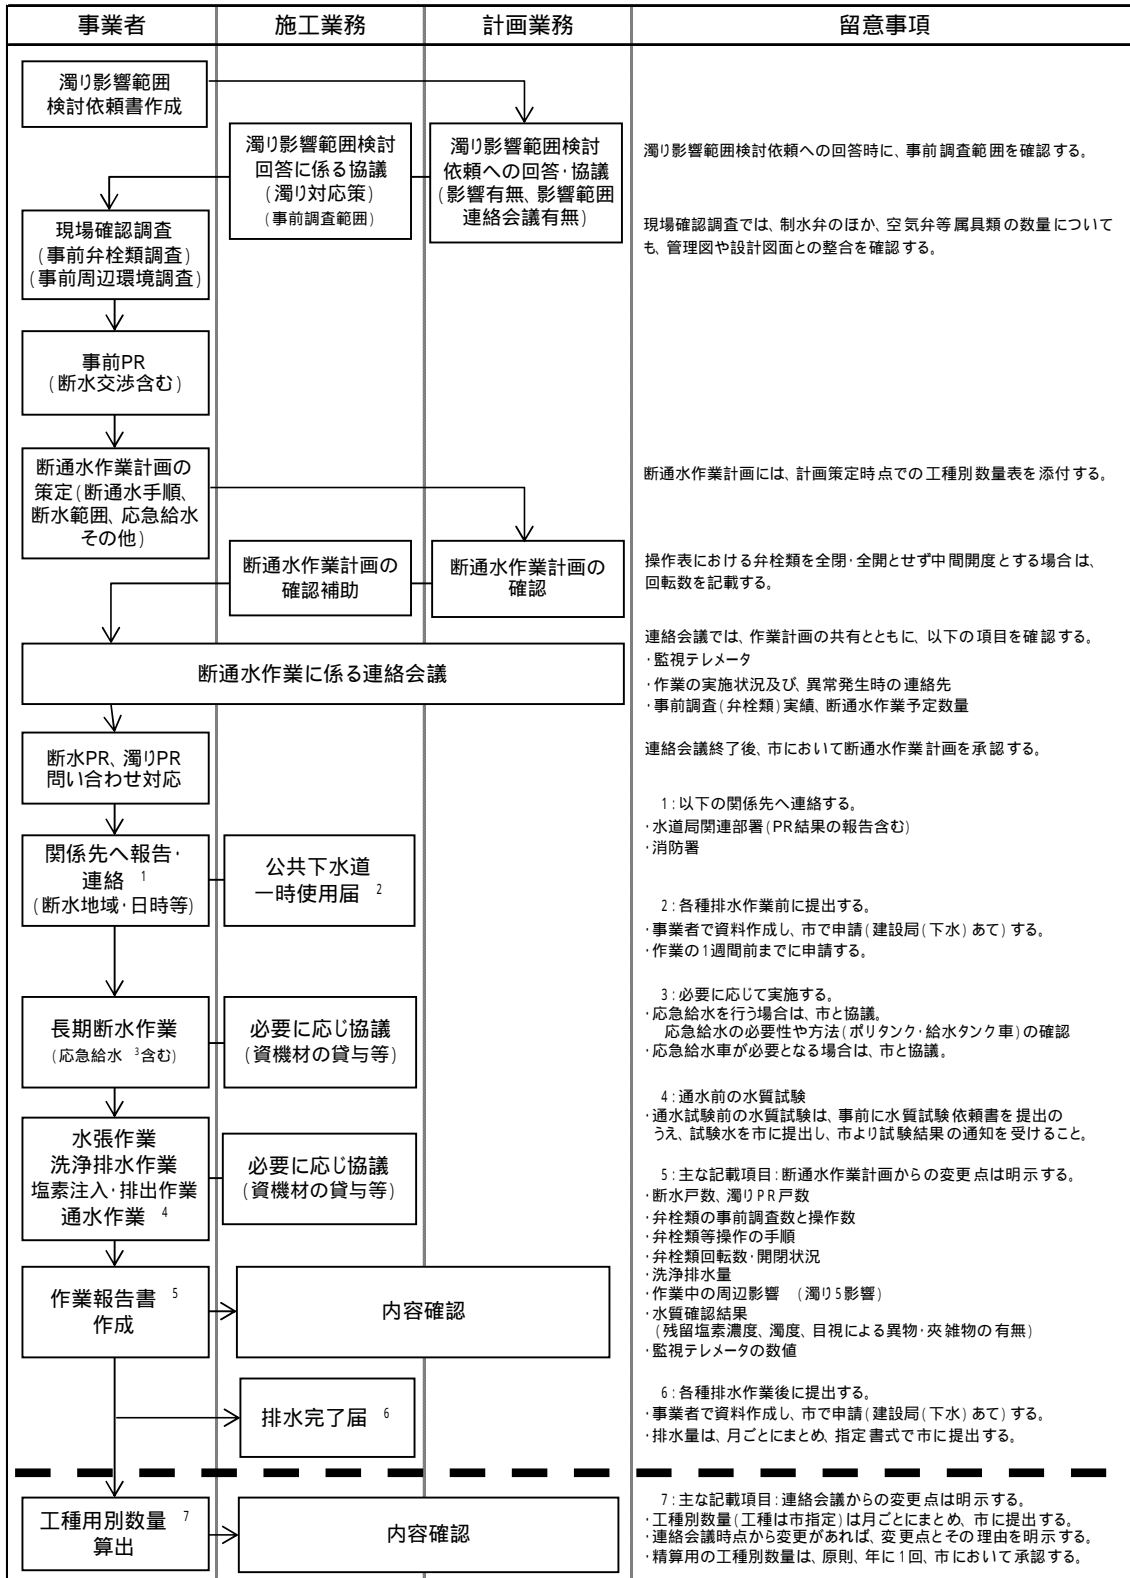 事業者 施工業務 計画業務 留意事項
濁り影響範囲
検討依頼書作成
濁り影響範囲検討
回答に係る協議
(濁り対応策)
(事前調査範囲)
濁り影響範囲検討
依頼への回答・協議
(影響有無、影響範囲
連絡会議有無)
濁り影響範囲検討依頼への回答時に、事前調査範囲を確認する。
現場確認調査
(事前弁栓類調査)
(事前周辺環境調査)
現場確認調査では、制水弁のほか、空気弁等属具類の数量について
も、管理図や設計図面との整合を確認する。
事前PR
(断水交渉含む)
断通水作業計画の
策定(断通水手順、
断水範囲、応急給水
その他)
断通水作業計画には、計画策定時点での工種別数量表を添付する。
断通水作業計画の
確認補助
断通水作業計画の
確認
操作表における弁栓類を全閉・全開とせず中間開度とする場合は、
回転数を記載する。
断通水作業に係る連絡会議
連絡会議では、作業計画の共有とともに、以下の項目を確認する。
・監視テレメータ
・作業の実施状況及び、異常発生時の連絡先
・事前調査(弁栓類)実績、断通水作業予定数量
断水PR、濁りPR
問い合わせ対応
連絡会議終了後、市において断通水作業計画を承認する。
関係先へ報告・
連絡 1
(断水地域・日時等)
公共下水道
一時使用届 2
1:以下の関係先へ連絡する。
・水道局関連部署(PR結果の報告含む)
・消防署
2:各種排水作業前に提出する。
・事業者で資料作成し、市で申請(建設局(下水)あて)する。
・作業の1週間前までに申請する。
長期断水作業
(応急給水 3含む)
必要に応じ協議
(資機材の貸与等)
3:必要に応じて実施する。
・応急給水を行う場合は、市と協議。
応急給水の必要性や方法(ポリタンク・給水タンク車)の確認
・応急給水車が必要となる場合は、市と協議。
水張作業
洗浄排水作業
塩素注入・排出作業
通水作業 4
必要に応じ協議
(資機材の貸与等)
4:通水前の水質試験
・通水試験前の水質試験は、事前に水質試験依頼書を提出の
うえ、試験水を市に提出し、市より試験結果の通知を受けること。
5:主な記載項目:断通水作業計画からの変更点は明示する。
・断水戸数、濁りPR戸数
・弁栓類の事前調査数と操作数
・弁栓類等操作の手順
・弁栓類回転数・開閉状況
・洗浄排水量
・作業中の周辺影響 (濁り5影響)
・水質確認結果
(残留塩素濃度、濁度、目視による異物・夾雑物の有無)
・監視テレメータの数値
作業報告書 5
作成
内容確認
排水完了届 6
6:各種排水作業後に提出する。
・事業者で資料作成し、市で申請(建設局(下水)あて)する。
・排水量は、月ごとにまとめ、指定書式で市に提出する。
工種用別数量 7
算出
内容確認
7:主な記載項目:連絡会議からの変更点は明示する。
・工種別数量(工種は市指定)は月ごとにまとめ、市に提出する。
・連絡会議時点から変更があれば、変更点とその理由を明示する。
・精算用の工種別数量は、原則、年に1回、市において承認する。